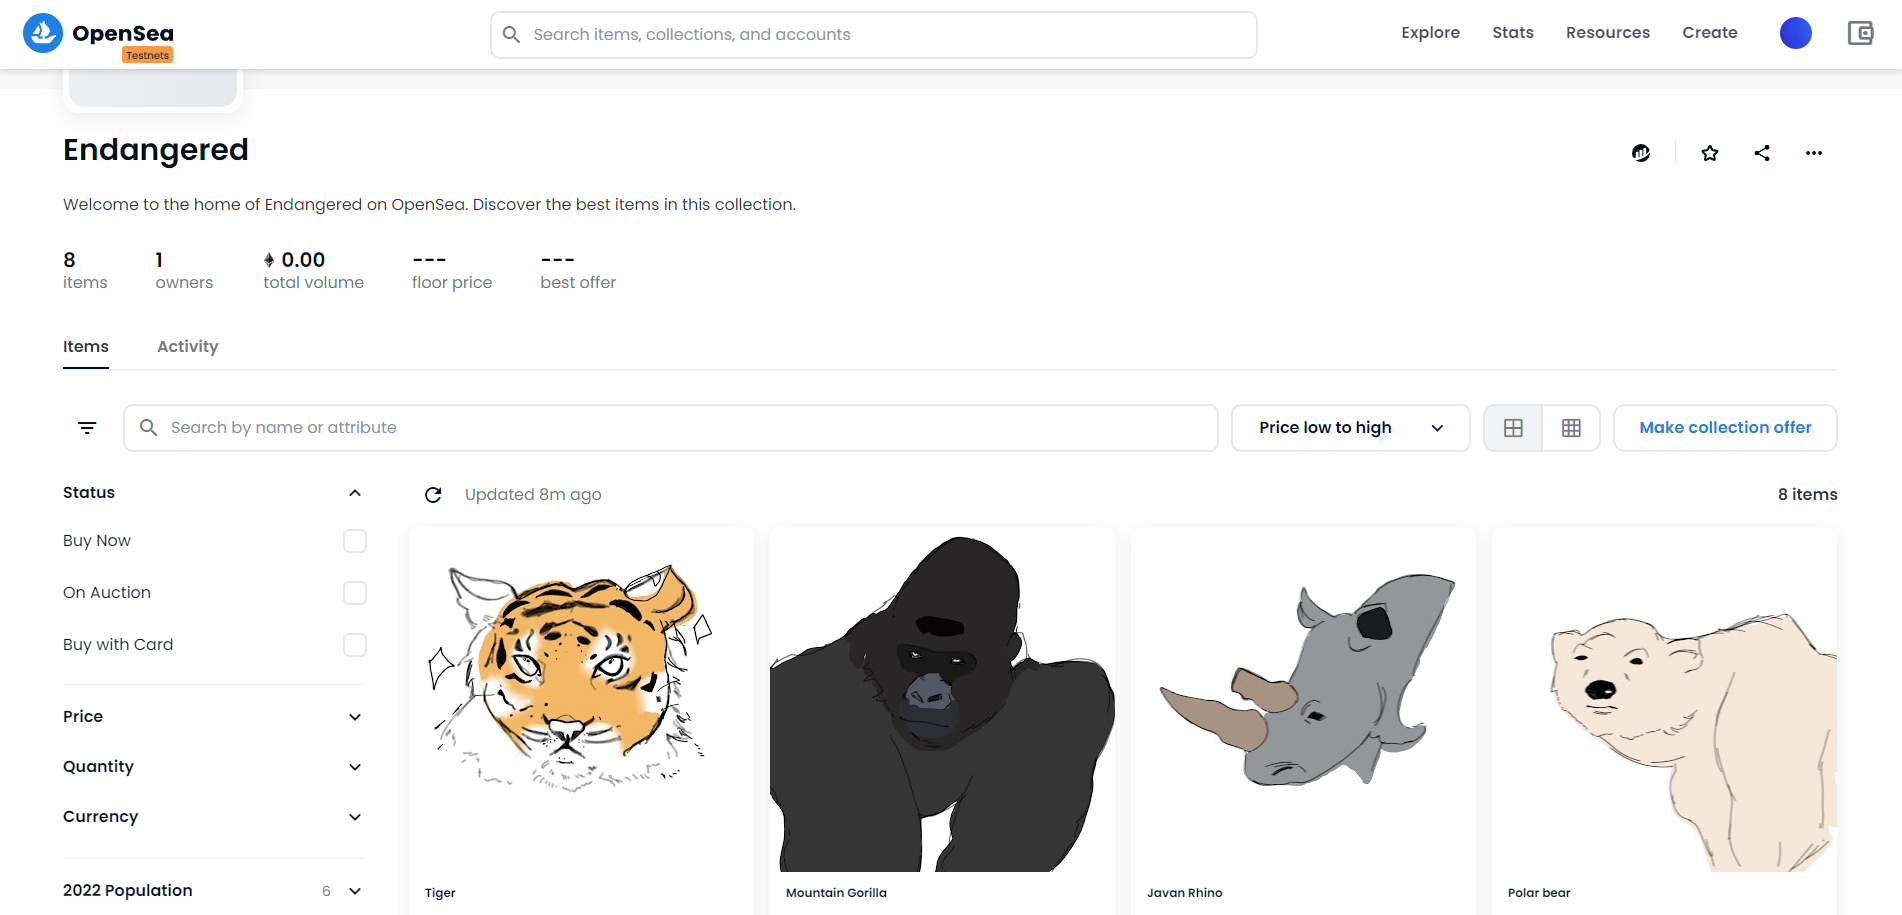 OpenSea
Testnets
Search items, collections, and accounts
Explore Stats Resources Create
Endangered
Welcome to the home of Endangered on OpenSea. Discover the best items in this collection.
8 1 0.00 --- ---
items owners total volume floor price best offer
Items Activity
Search by name or attribute
Price low to high
Make collection offer
Status
Updated 8m ago
8 items
Buy Now
On Auction
Buy with Card
Price
Quantity
Currency
2022 Population 6
Tiger
Mountain Gorilla
Javan Rhino
Polar bear